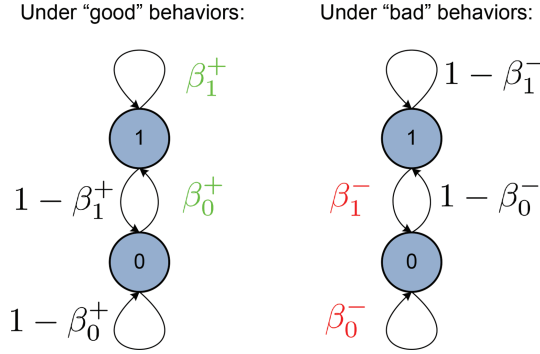 Under “good” behaviors:
Under “bad” behaviors:
β₁⁺
1
1 − β₁⁺
β₀⁺
0
1 − β₀⁺
1 − β₁⁻
1
β₁⁻
1 − β₀⁻
0
β₀⁻